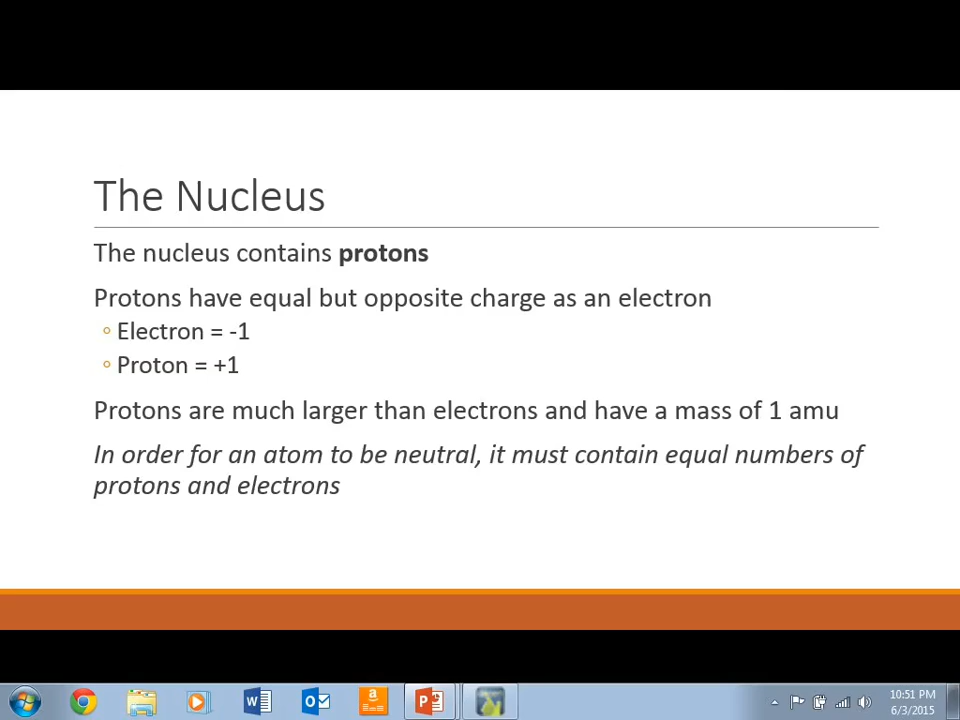 The Nucleus
The nucleus contains protons
Protons have equal but opposite charge as an electron
◦ Electron = -1
◦ Proton = +1
Protons are much larger than electrons and have a mass of 1 amu
In order for an atom to be neutral, it must contain equal numbers of
protons and electrons
10:51 PM
6/3/2015